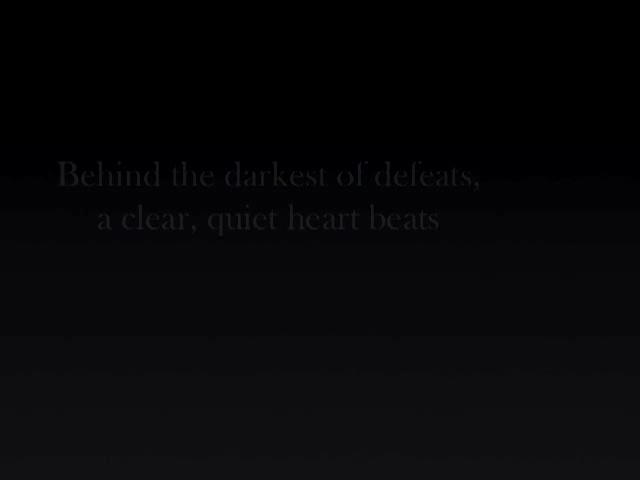 Behind the darkest of defeats,
a clear, quiet heart beats